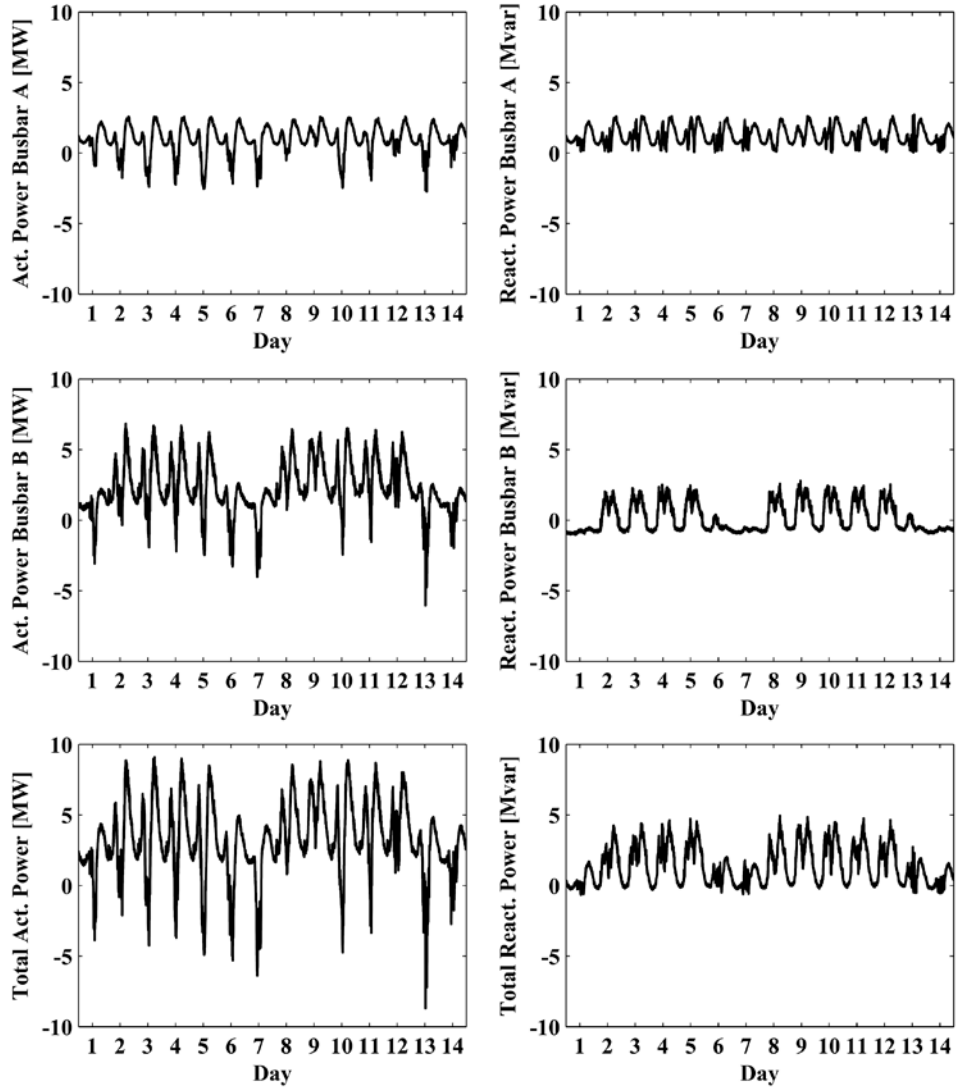 Act. Power Busbar A [MW]
10
5
0
-5
-10
1 2 3 4 5 6 7 8 9 10 11 12 13 14
Day
React. Power Busbar A [Mvar]
10
5
0
-5
-10
1 2 3 4 5 6 7 8 9 10 11 12 13 14
Day
Act. Power Busbar B [MW]
10
5
0
-5
-10
1 2 3 4 5 6 7 8 9 10 11 12 13 14
Day
React. Power Busbar B [Mvar]
10
5
0
-5
-10
1 2 3 4 5 6 7 8 9 10 11 12 13 14
Day
Total Act. Power [MW]
10
5
0
-5
-10
1 2 3 4 5 6 7 8 9 10 11 12 13 14
Day
Total React. Power [Mvar]
10
5
0
-5
-10
1 2 3 4 5 6 7 8 9 10 11 12 13 14
Day